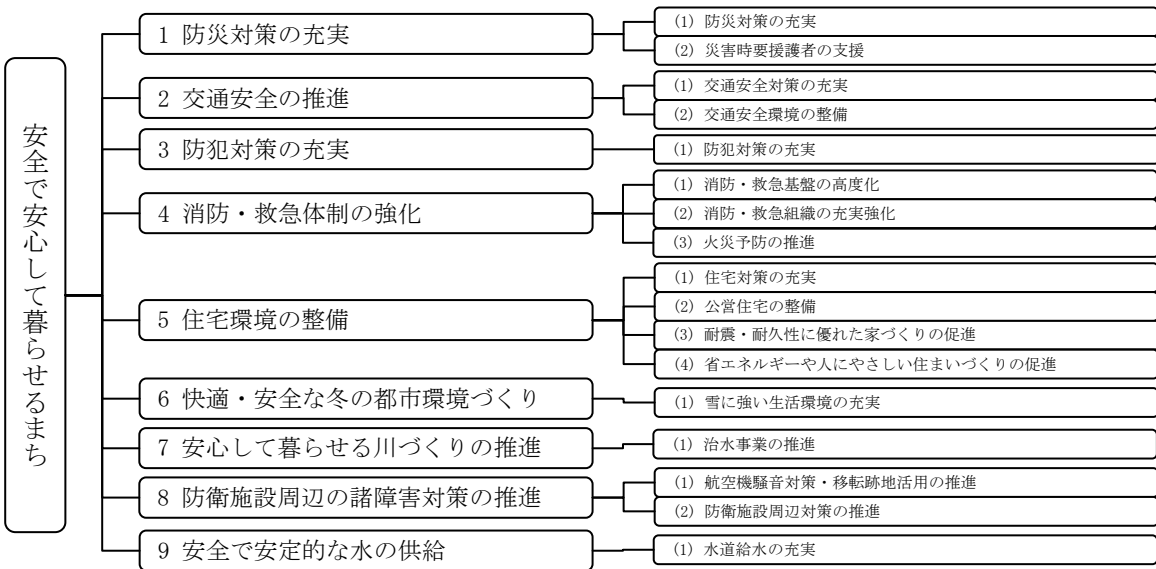 安全で安心して暮らせるまち
1 防災対策の充実
(1) 防災対策の充実
(2) 災害時要援護者の支援
2 交通安全の推進
(1) 交通安全対策の充実
(2) 交通安全環境の整備
3 防犯対策の充実
(1) 防犯対策の充実
4 消防・救急体制の強化
(1) 消防・救急基盤の高度化
(2) 消防・救急組織の充実強化
(3) 火災予防の推進
5 住宅環境の整備
(1) 住宅対策の充実
(2) 公営住宅の整備
(3) 耐震・耐久性に優れた家づくりの促進
(4) 省エネルギーや人にやさしい住まいづくりの促進
6 快適・安全な冬の都市環境づくり
(1) 雪に強い生活環境の充実
7 安心して暮らせる川づくりの推進
(1) 治水事業の推進
8 防衛施設周辺の諸障害対策の推進
(1) 航空機騒音対策・移転跡地活用の推進
(2) 防衛施設周辺対策の推進
9 安全で安定的な水の供給
(1) 水道給水の充実